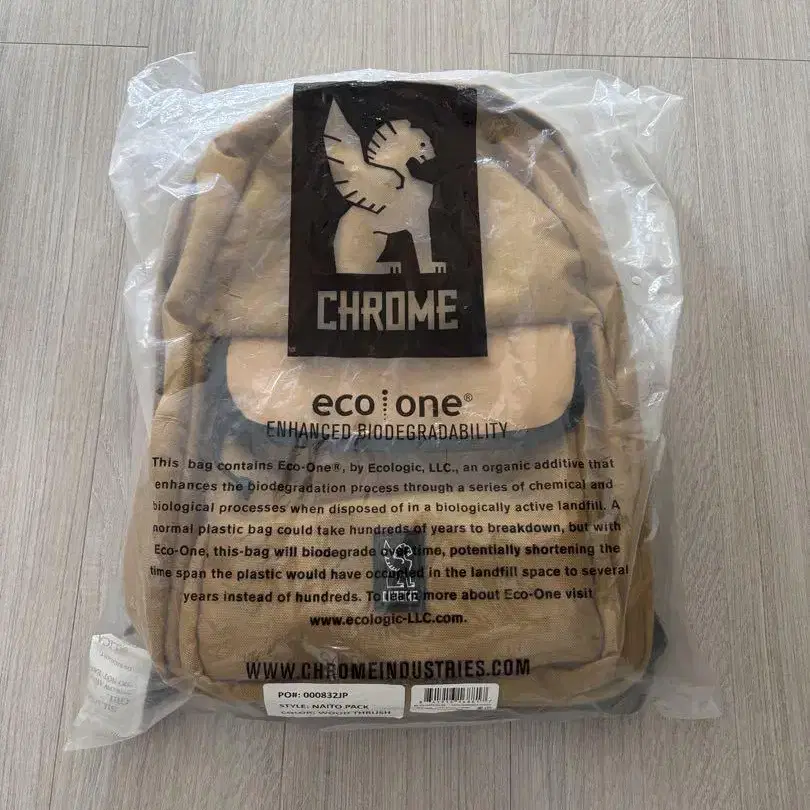 CHROME
eco one®
ENHANCED BIODEGRADABILITY
This bag contains Eco-One®, by Ecologic, LLC., an organic additive that
enhances the biodegradation process through a series of chemical and
biological processes when disposed of in a biologically active landfill. A
normal plastic bag could take hundreds of years to breakdown, but with
Eco-One, this bag will biodegrade overtime, potentially shortening the
time span the plastic would have occupied in the landfill space to several
years instead of hundreds. To learn more about Eco-One visit
www.ecologic-LLC.com.
WWW.CHROMEINDUSTRIES.COM
PO#: 000832JP
STYLE: NAITO PACK
COLOR: WOOD THRUSH